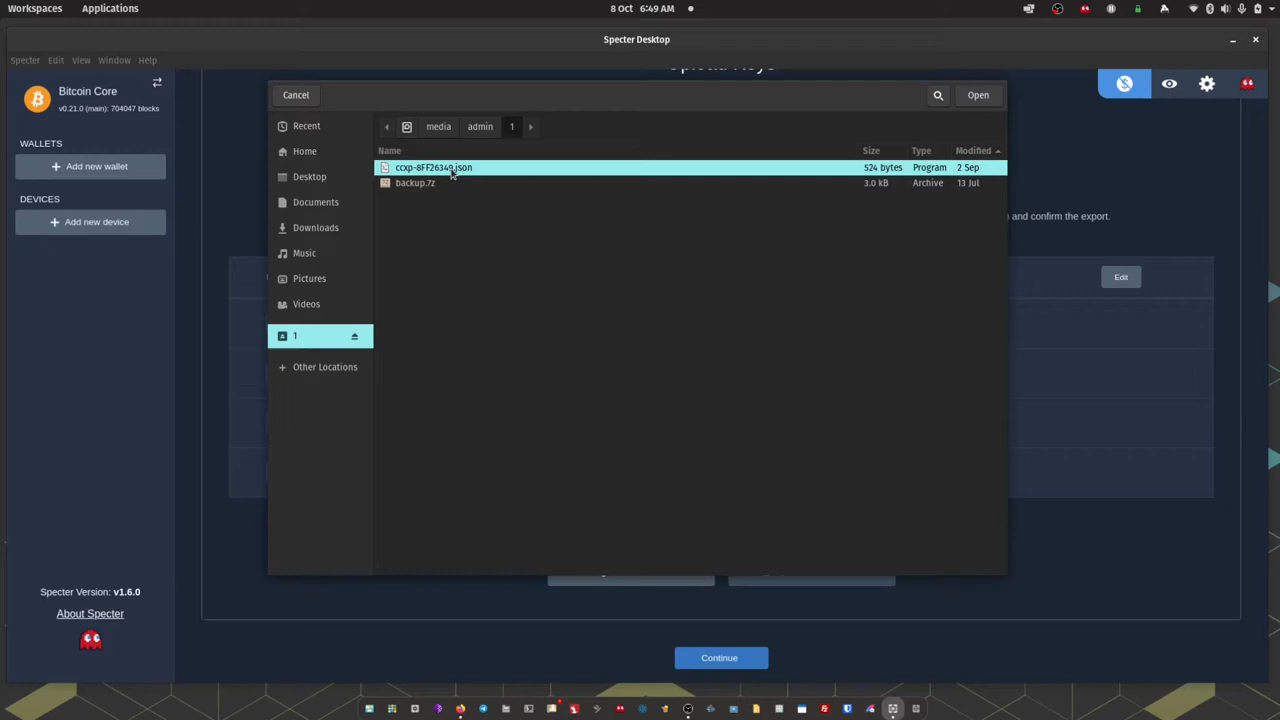 Workspaces Applications 8 Oct 6:49 AM
Specter Desktop
Specter Edit View Window Help
Bitcoin Core
v0.21.0 (main): 704047 blocks
WALLETS
+ Add new wallet
DEVICES
+ Add new device
Specter Version: v1.6.0
About Specter
Cancel Open
Recent
Home
Desktop
Documents
Downloads
Music
Pictures
Videos
1
+ Other Locations
media admin 1
Name Size Type Modified
ccxp-8FF26349.json 524 bytes Program 2 Sep
backup.7z 3.0 kB Archive 13 Jul
) and confirm the export.
Edit
Continue